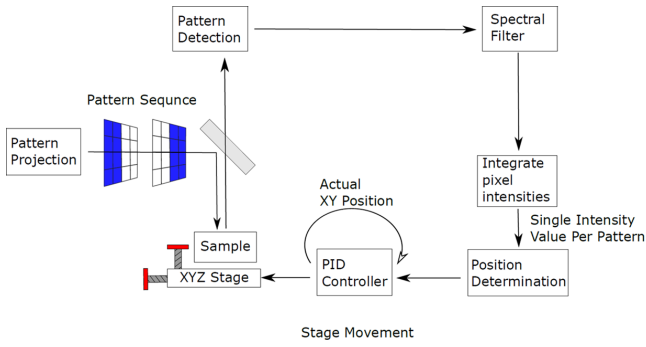 Pattern
Detection
Spectral
Filter
Pattern Sequnce
Pattern
Projection
Integrate
pixel
intensities
Actual
XY Position
Single Intensity
Value Per Pattern
Sample
XYZ Stage
PID
Controller
Position
Determination
Stage Movement